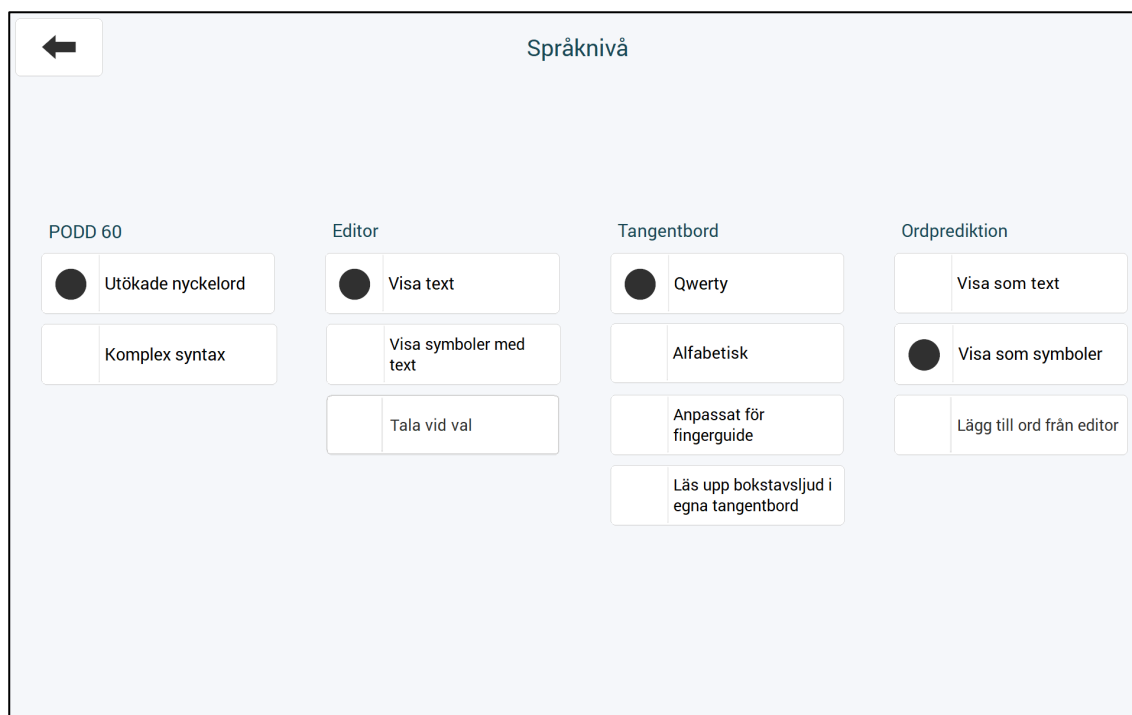 Språknivå
PODD 60
Utökade nyckelord
Komplex syntax
Editor
Visa text
Visa symboler med
text
Tala vid val
Tangentbord
Qwerty
Alfabetisk
Anpassat för
fingerguide
Läs upp bokstavsljud i
egna tangentbord
Ordprediktion
Visa som text
Visa som symboler
Lägg till ord från editor